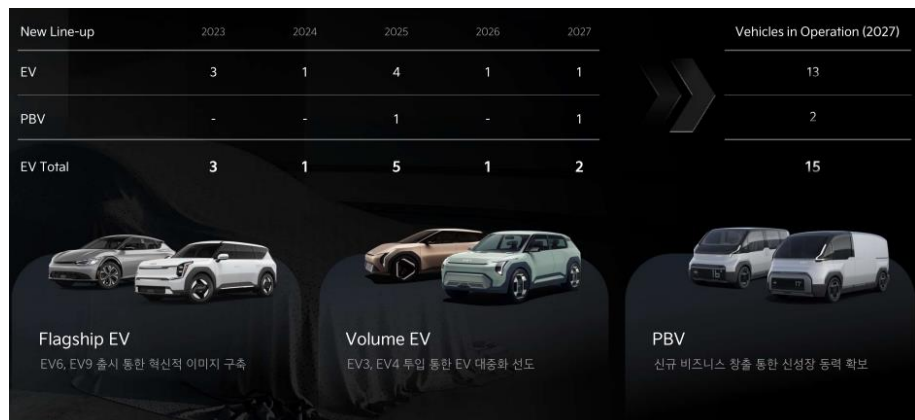 New Line-up 2023 2024 2025 2026 2027 Vehicles in Operation (2027)
EV 3 1 4 1 1 13
PBV - - 1 - 1 2
EV Total 3 1 5 1 2 15
Flagship EV
EV6, EV9 출시 통한 혁신적 이미지 구축
Volume EV
EV3, EV4 투입 통한 EV 대중화 선도
PBV
신규 비즈니스 창출 통한 신성장 동력 확보